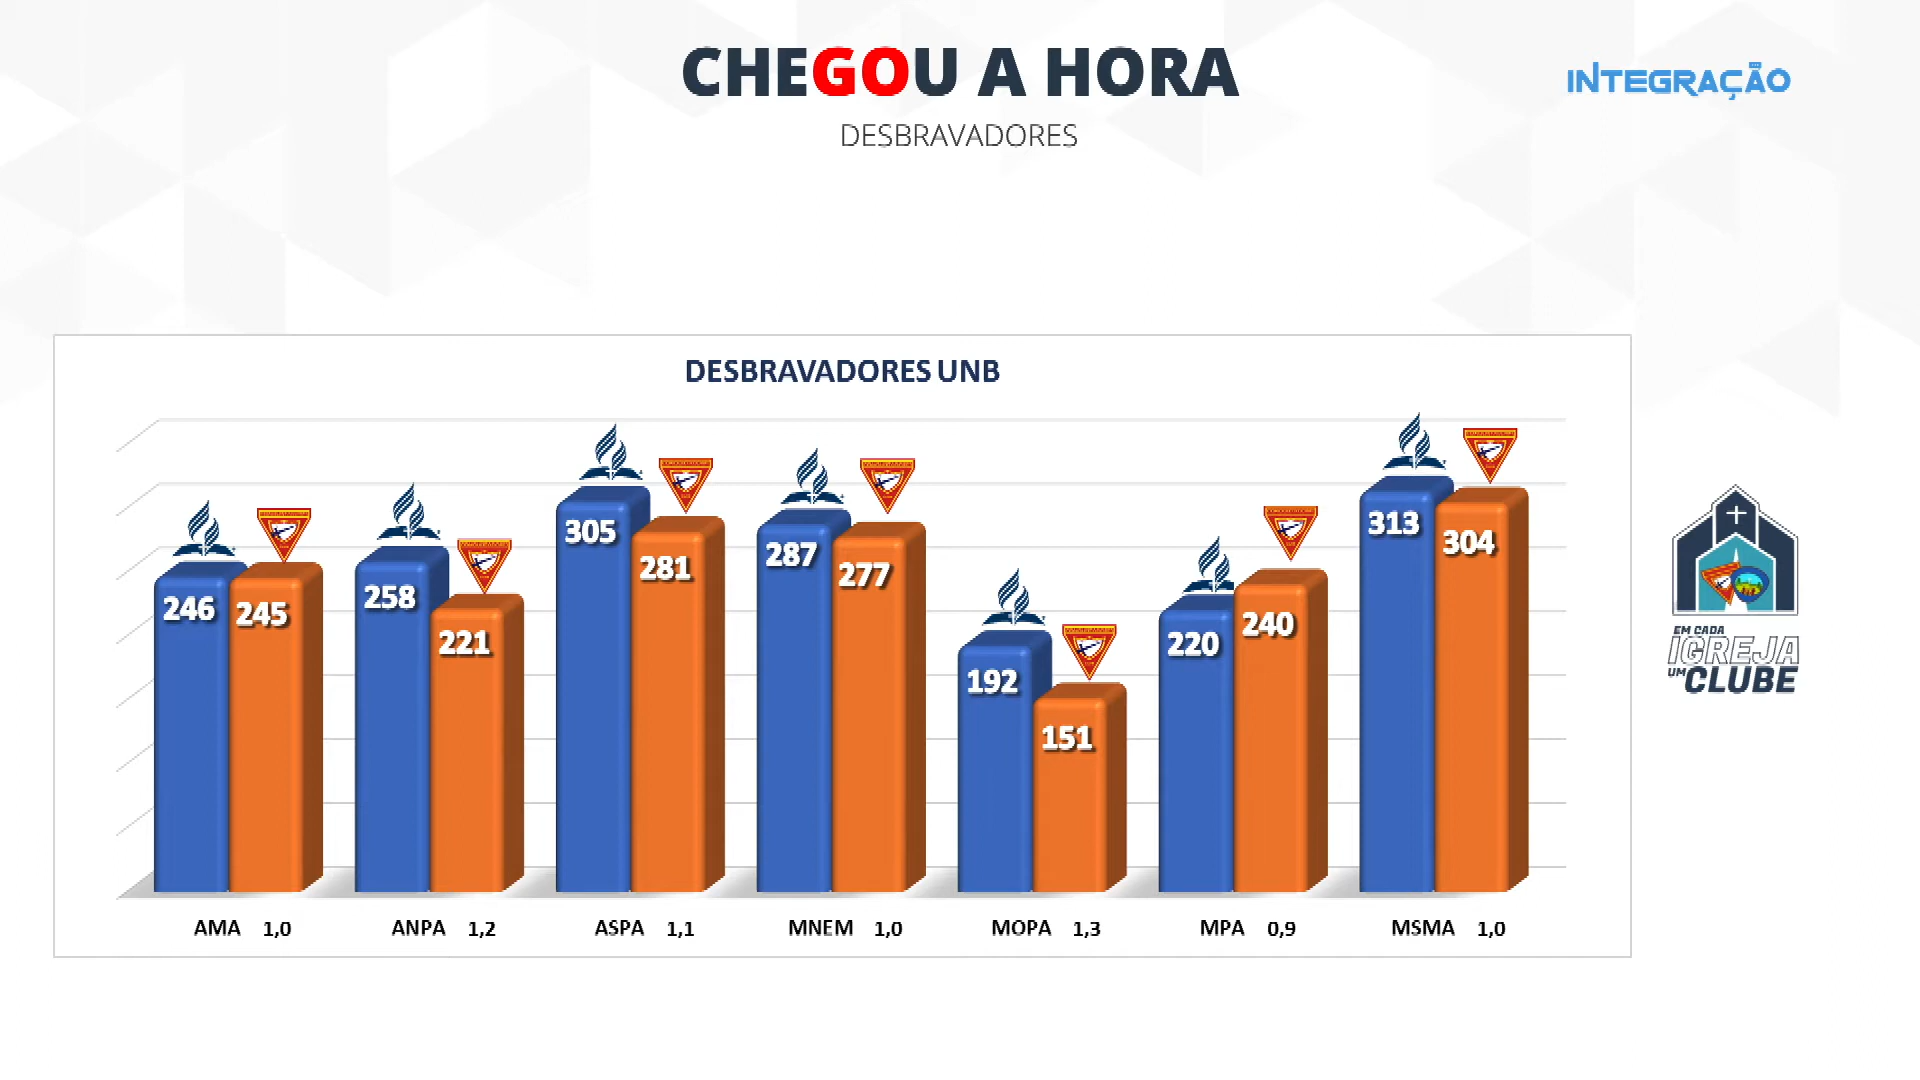 CHEGOU A HORA
INTEGRAÇÃO
DESBRAVADORES
DESBRAVADORES UNB
246 245 258 221 305 281 287 277 192 151 220 240 313 304
AMA 1,0 ANPA 1,2 ASPA 1,1 MNEM 1,0 MOPA 1,3 MPA 0,9 MSMA 1,0
EM CADA
IGREJA
UM CLUBE